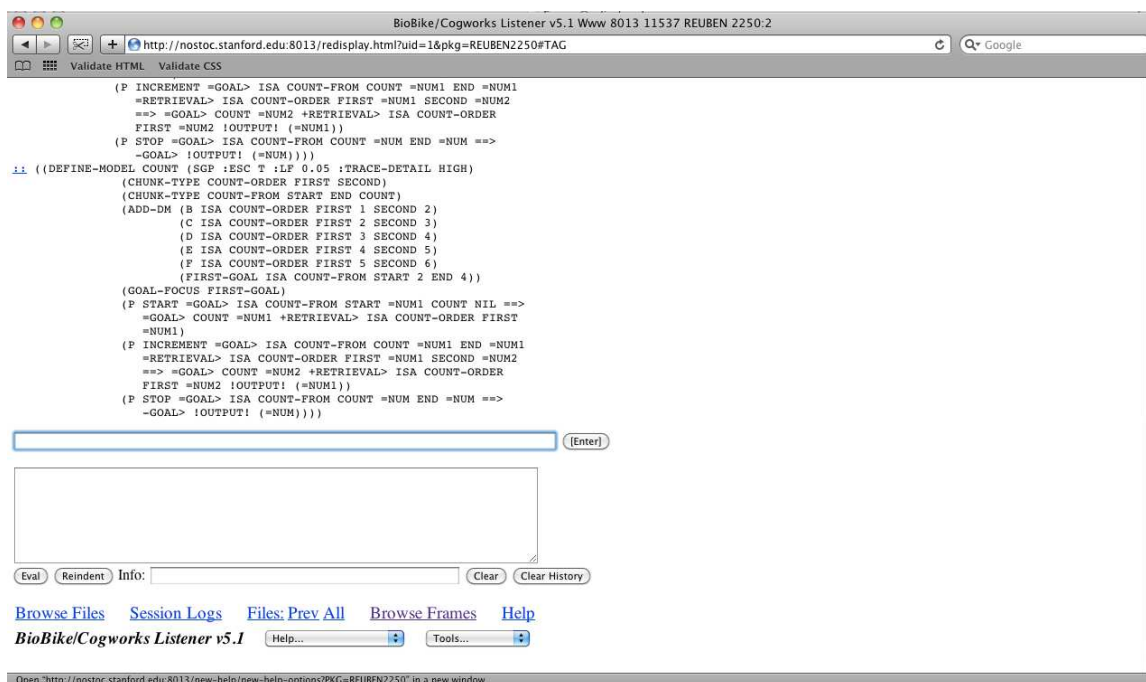 BioBike/Cogworks Listener v5.1 Www 8013 11537 REUBEN 2250:2
http://nostoc.stanford.edu:8013/redisplay.html?uid=1&pkg=REUBEN2250#TAG
Google
Validate HTML Validate CSS
(P INCREMENT =GOAL> ISA COUNT-FROM COUNT =NUM1 END =NUM1
=RETRIEVAL> ISA COUNT-ORDER FIRST =NUM1 SECOND =NUM2
==> =GOAL> COUNT =NUM2 +RETRIEVAL> ISA COUNT-ORDER
FIRST =NUM2 !OUTPUT! (=NUM1))
(P STOP =GOAL> ISA COUNT-FROM COUNT =NUM END =NUM ==>
-GOAL> !OUTPUT! (=NUM))))
:: ((DEFINE-MODEL COUNT (SGP :ESC T :LF 0.05 :TRACE-DETAIL HIGH)
(CHUNK-TYPE COUNT-ORDER FIRST SECOND)
(CHUNK-TYPE COUNT-FROM START END COUNT)
(ADD-DM (B ISA COUNT-ORDER FIRST 1 SECOND 2)
(C ISA COUNT-ORDER FIRST 2 SECOND 3)
(D ISA COUNT-ORDER FIRST 3 SECOND 4)
(E ISA COUNT-ORDER FIRST 4 SECOND 5)
(F ISA COUNT-ORDER FIRST 5 SECOND 6)
(FIRST-GOAL ISA COUNT-FROM START 2 END 4))
(GOAL-FOCUS FIRST-GOAL)
(P START =GOAL> ISA COUNT-FROM START =NUM1 COUNT NIL ==>
=GOAL> COUNT =NUM1 +RETRIEVAL> ISA COUNT-ORDER FIRST
=NUM1)
(P INCREMENT =GOAL> ISA COUNT-FROM COUNT =NUM1 END =NUM1
=RETRIEVAL> ISA COUNT-ORDER FIRST =NUM1 SECOND =NUM2
==> =GOAL> COUNT =NUM2 +RETRIEVAL> ISA COUNT-ORDER
FIRST =NUM2 !OUTPUT! (=NUM1))
(P STOP =GOAL> ISA COUNT-FROM COUNT =NUM END =NUM ==>
-GOAL> !OUTPUT! (=NUM))))
[Enter]
Eval Reindent Info: Clear Clear History
Browse Files Session Logs Files: Prev All Browse Frames Help
BioBike/Cogworks Listener v5.1 Help... Tools...
Open "http://nostoc.stanford.edu:8013/new-help/new-help-options?PKG=REUBEN2250" in a new window